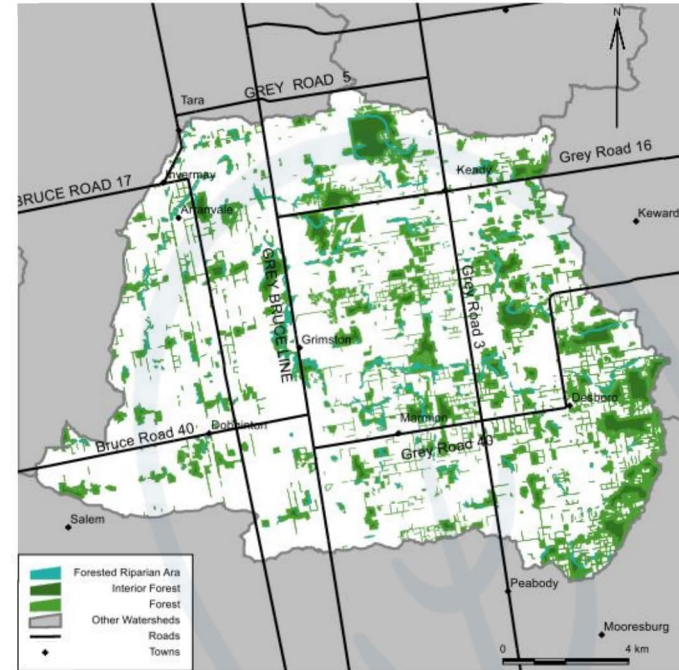 N
GREY ROAD 5
Tara
Grey Road 16
Keady
Invermay
BRUCE ROAD 17
Arranvale
Keward
GREY BRUCE LINE
Grey Road 3
Grimston
Desboro
Dobbinton
Marmion
Bruce Road 40
Grey Road 40
Salem
Forested Riparian Ara
Interior Forest
Forest
Other Watersheds
Roads
Towns
Peabody
Mooresburg
0 4 km